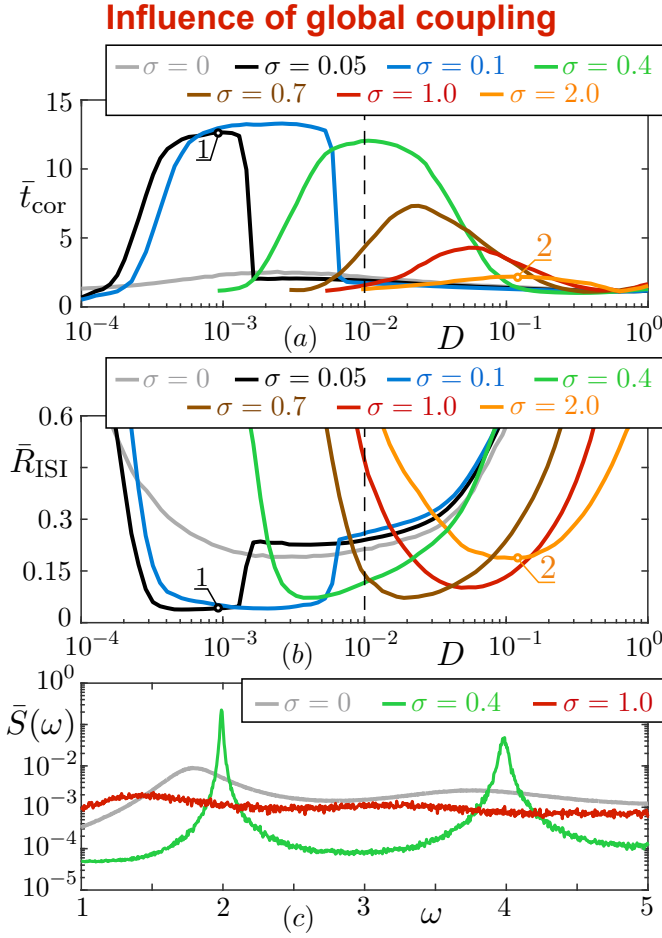 Influence of global coupling
σ = 0 σ = 0.05 σ = 0.1 σ = 0.4
σ = 0.7 σ = 1.0 σ = 2.0
15
10
5
0
t̄cor
1
2
10⁻⁴ 10⁻³ (a) 10⁻² D 10⁻¹ 10⁰
σ = 0 σ = 0.05 σ = 0.1 σ = 0.4
σ = 0.7 σ = 1.0 σ = 2.0
0.6
R̄ISI
0.3
0.15
0
1
2
10⁻⁴ 10⁻³ (b) 10⁻² D 10⁻¹ 10⁰
σ = 0 σ = 0.4 σ = 1.0
10⁰
S̄(ω)
10⁻²
10⁻³
10⁻⁴
10⁻⁵
1 2 (c) 3 ω 4 5